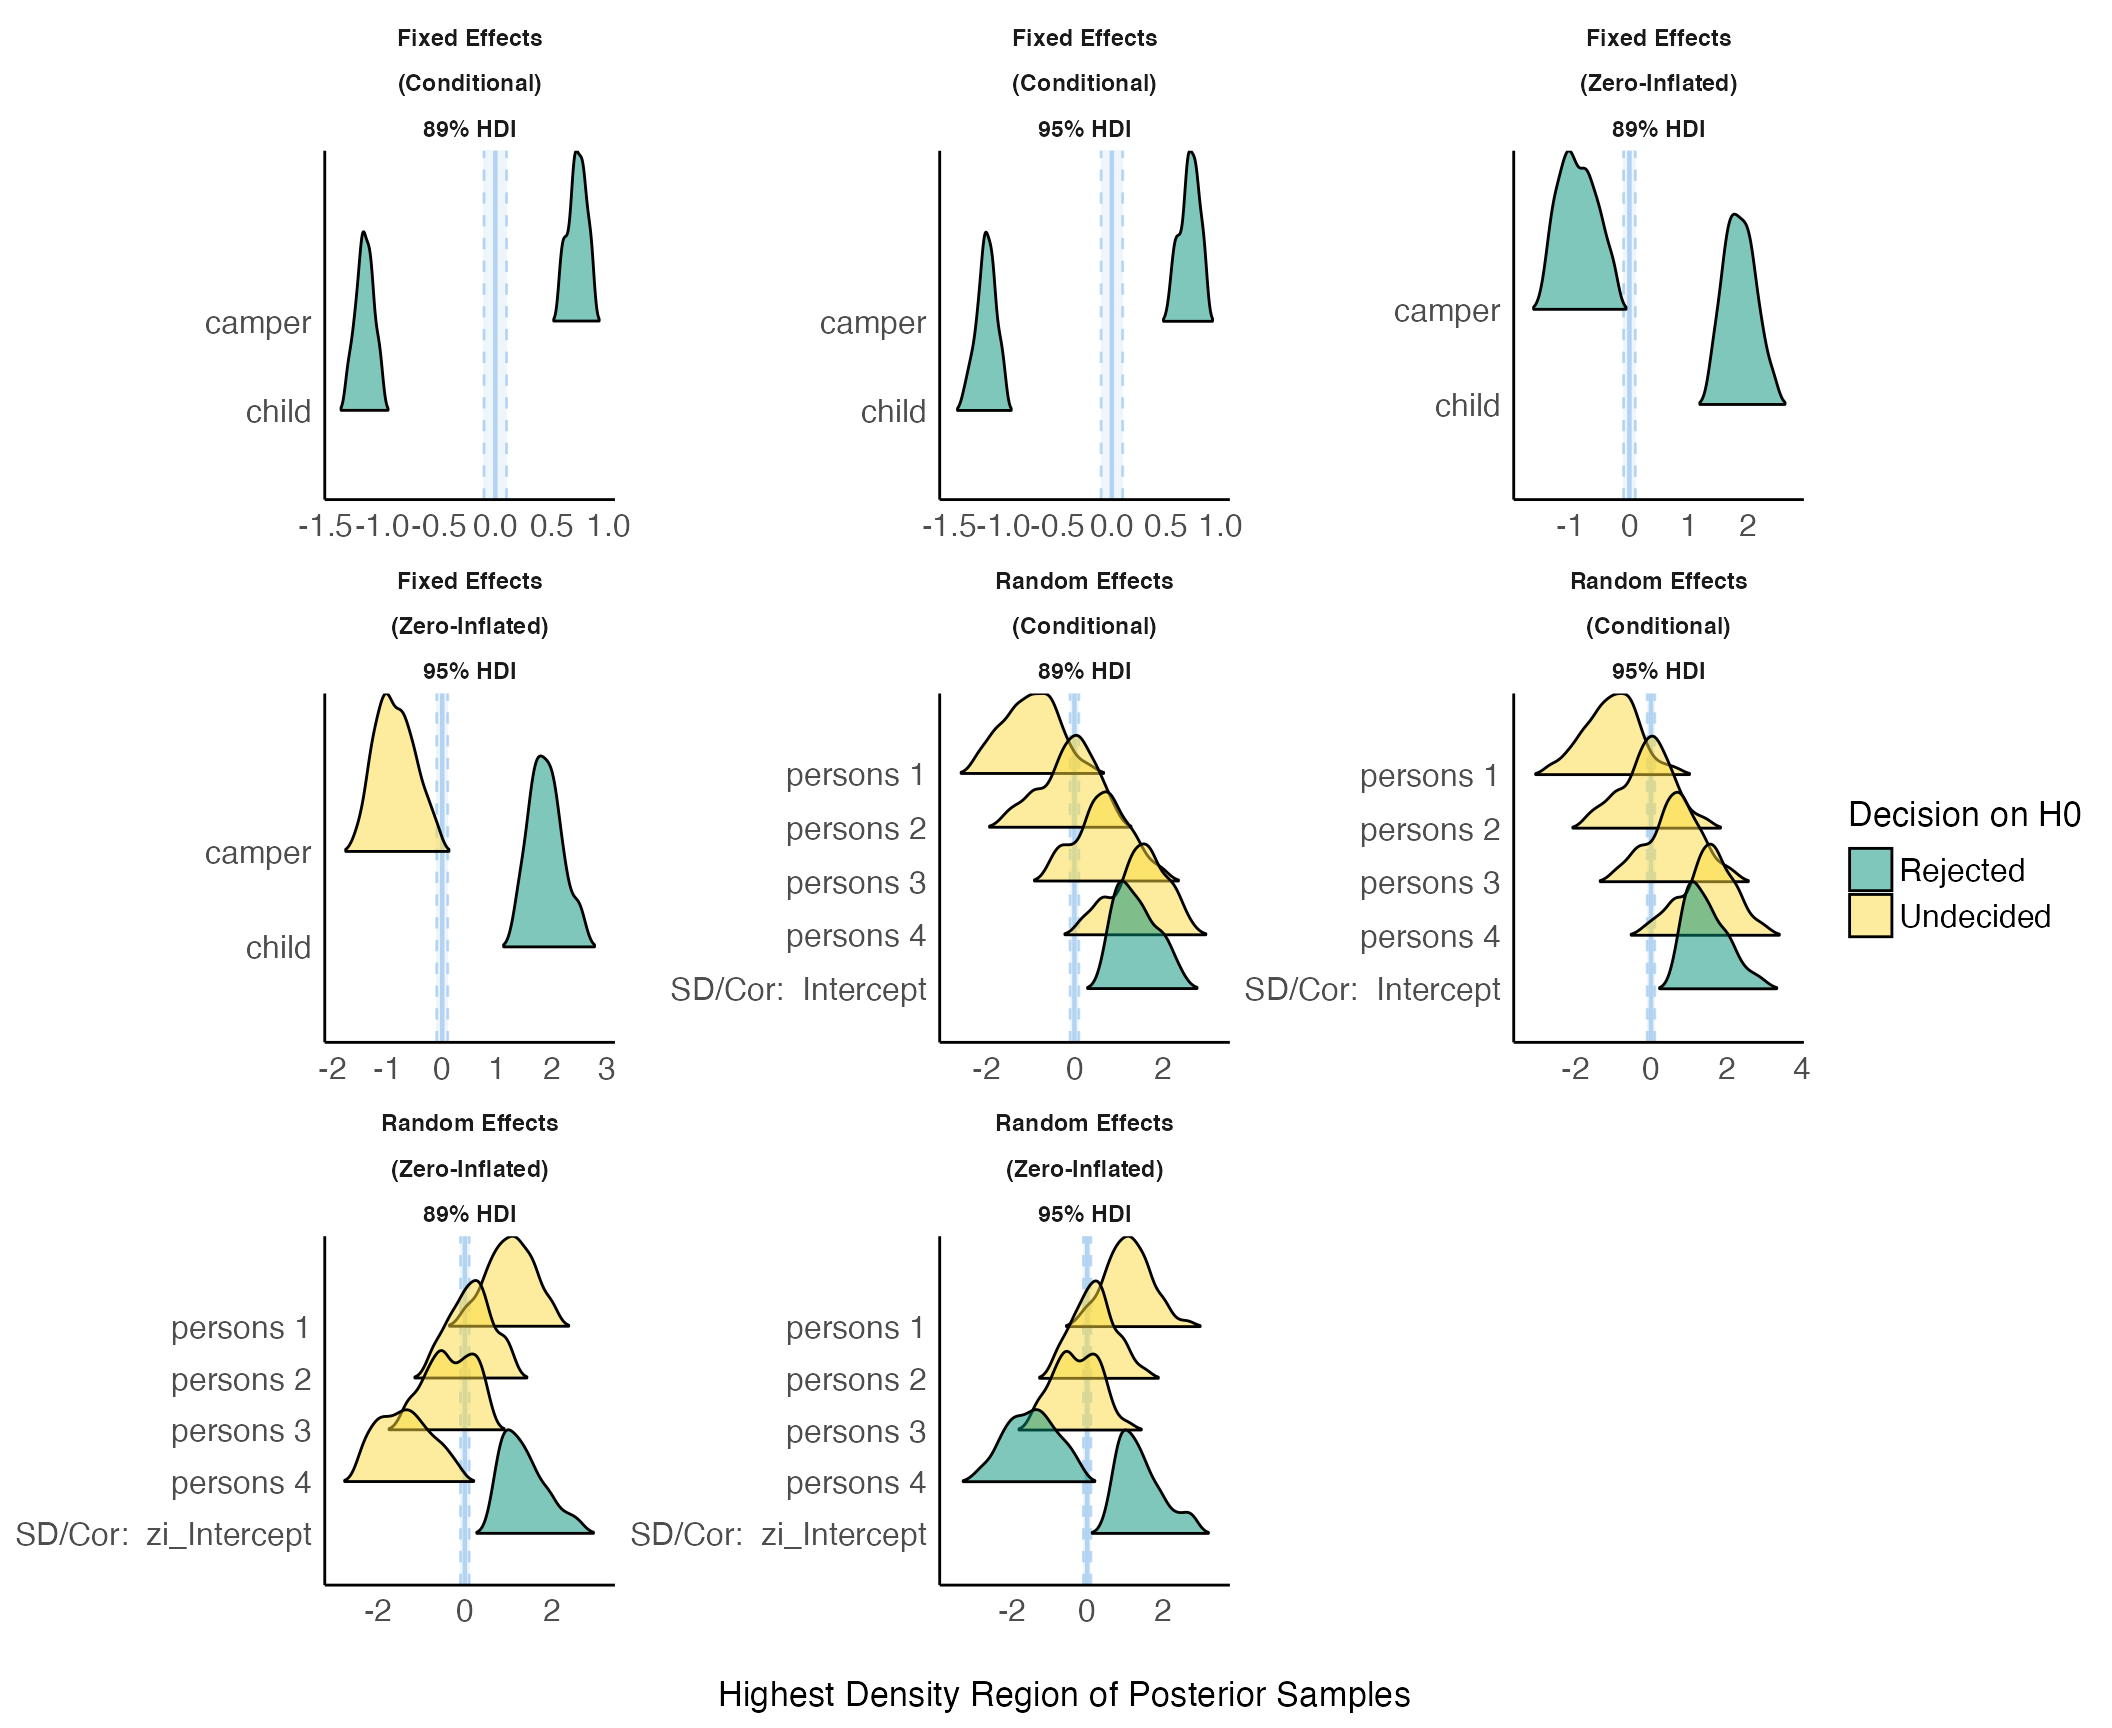 Fixed Effects
(Conditional)
89% HDI
camper
child
-1.5 -1.0 -0.5 0.0 0.5 1.0
Fixed Effects
(Conditional)
95% HDI
camper
child
-1.5 -1.0 -0.5 0.0 0.5 1.0
Fixed Effects
(Zero-Inflated)
89% HDI
camper
child
-1 0 1 2
Fixed Effects
(Zero-Inflated)
95% HDI
camper
child
-2 -1 0 1 2 3
Random Effects
(Conditional)
89% HDI
persons 1
persons 2
persons 3
persons 4
SD/Cor: Intercept
-2 0 2
Random Effects
(Conditional)
95% HDI
persons 1
persons 2
persons 3
persons 4
SD/Cor: Intercept
-2 0 2 4
Decision on H0
Rejected
Undecided
Random Effects
(Zero-Inflated)
89% HDI
persons 1
persons 2
persons 3
persons 4
SD/Cor: zi_Intercept
-2 0 2
Random Effects
(Zero-Inflated)
95% HDI
persons 1
persons 2
persons 3
persons 4
SD/Cor: zi_Intercept
-2 0 2
Highest Density Region of Posterior Samples